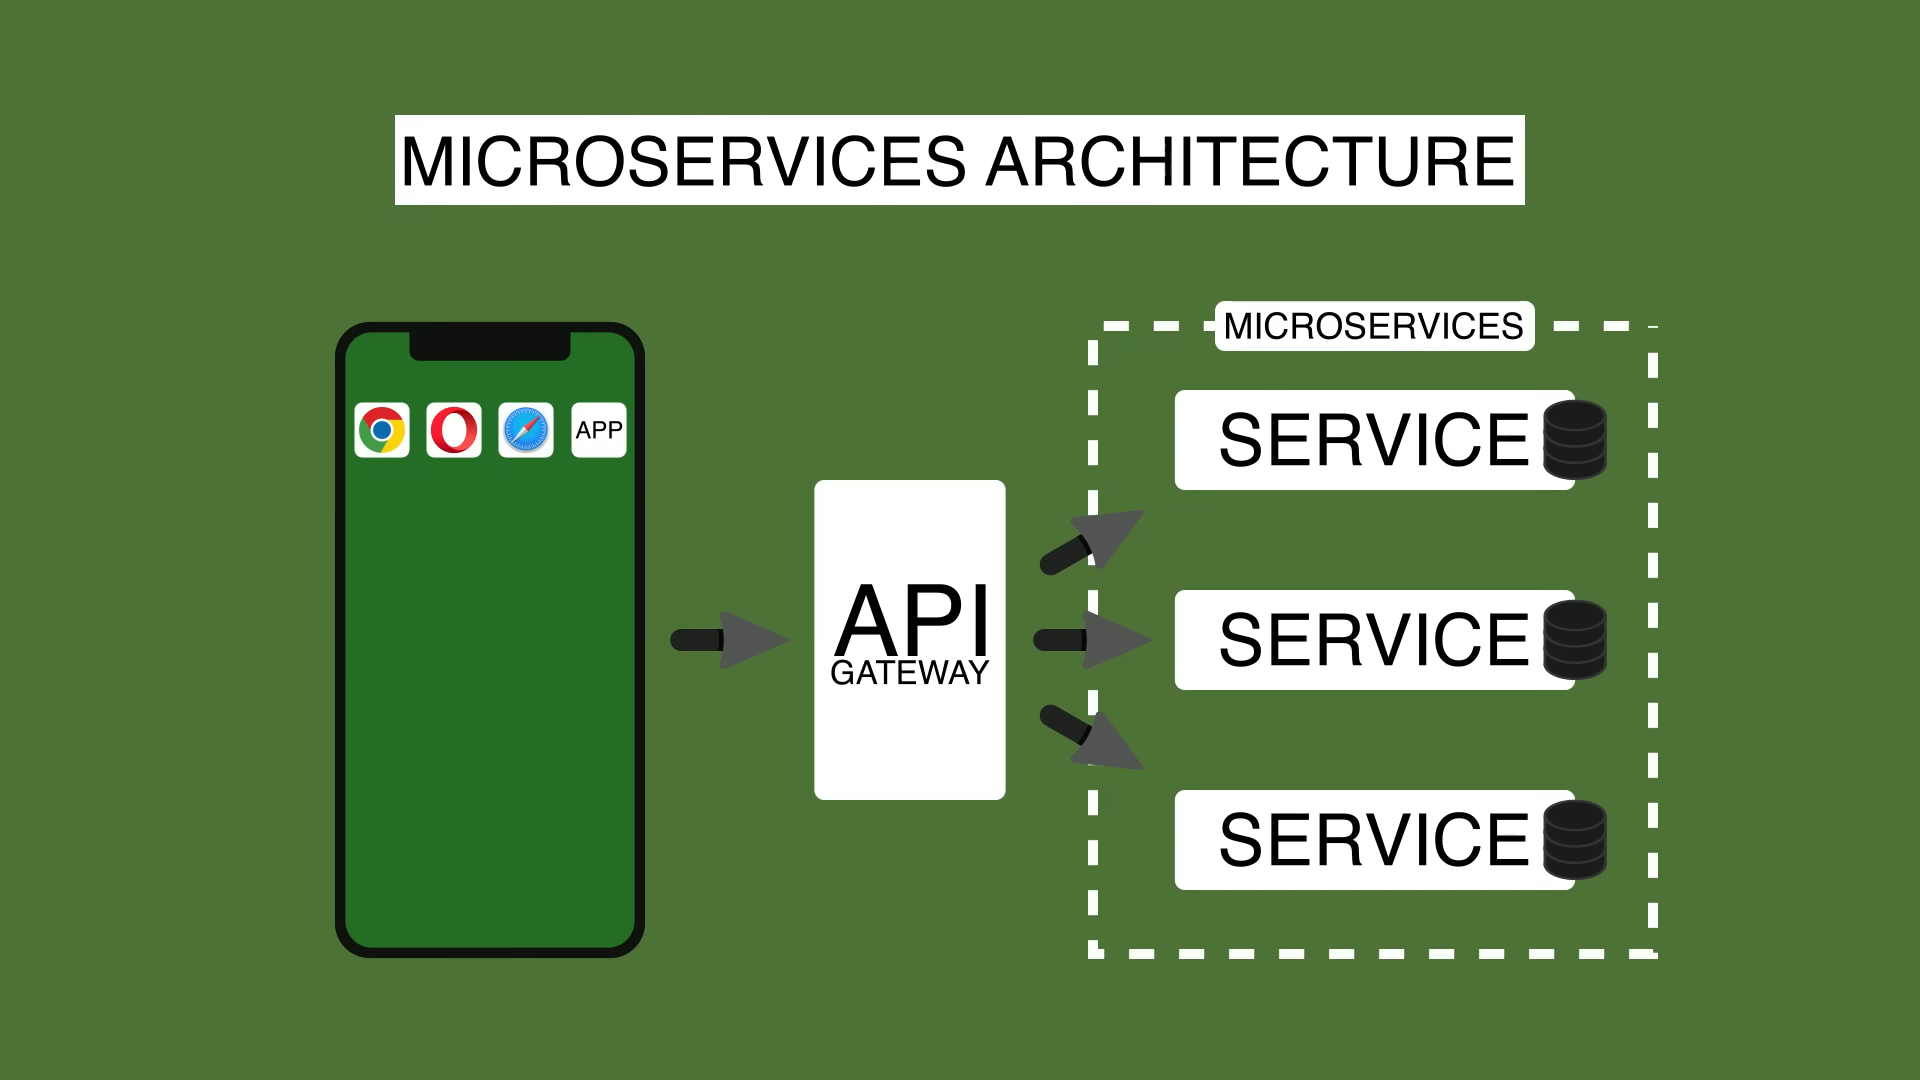 MICROSERVICES ARCHITECTURE
MICROSERVICES
APP
SERVICE
API
GATEWAY
SERVICE
SERVICE